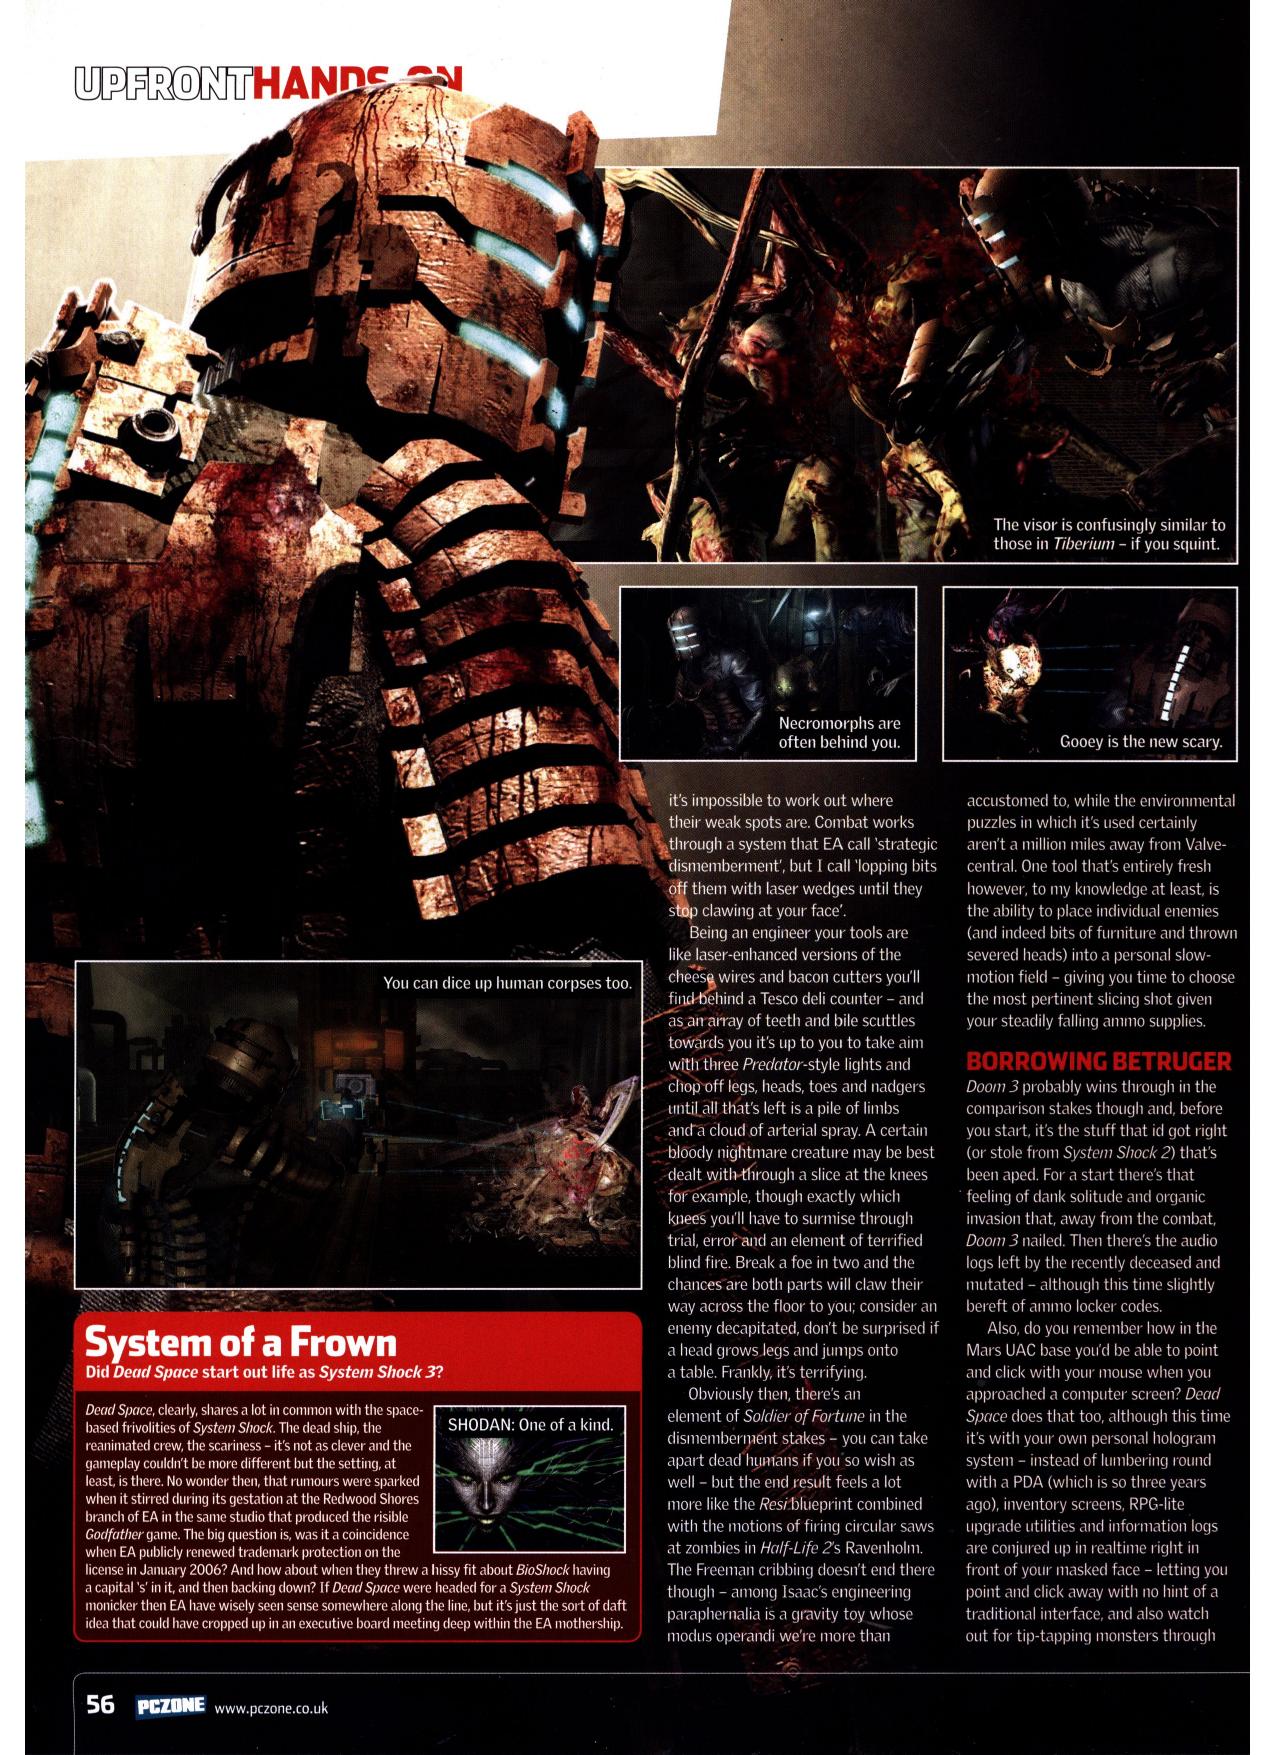 UPFRONTHANDS-ON
The visor is confusingly similar to
those in Tiberium – if you squint.
Necromorphs are
often behind you.
Gooey is the new scary.
You can dice up human corpses too.
System of a Frown
Did Dead Space start out life as System Shock 3?
Dead Space, clearly, shares a lot in common with the space-
based frivolities of System Shock. The dead ship, the
reanimated crew, the scariness – it's not as clever and the
gameplay couldn't be more different but the setting, at
least, is there. No wonder then, that rumours were sparked
when it stirred during its gestation at the Redwood Shores
branch of EA in the same studio that produced the risible
Godfather game. The big question is, was it a coincidence
when EA publicly renewed trademark protection on the
license in January 2006? And how about when they threw a hissy fit about BioShock having
a capital 's' in it, and then backing down? If Dead Space were headed for a System Shock
monicker then EA have wisely seen sense somewhere along the line, but it's just the sort of daft
idea that could have cropped up in an executive board meeting deep within the EA mothership.
SHODAN: One of a kind.
it's impossible to work out where
their weak spots are. Combat works
through a system that EA call 'strategic
dismemberment', but I call 'lopping bits
off them with laser wedges until they
stop clawing at your face'.
Being an engineer your tools are
like laser-enhanced versions of the
cheese wires and bacon cutters you'll
find behind a Tesco deli counter – and
as an array of teeth and bile scuttles
towards you it's up to you to take aim
with three Predator-style lights and
chop off legs, heads, toes and nadgers
until all that's left is a pile of limbs
and a cloud of arterial spray. A certain
bloody nightmare creature may be best
dealt with through a slice at the knees
for example, though exactly which
knees you'll have to surmise through
trial, error and an element of terrified
blind fire. Break a foe in two and the
chances are both parts will claw their
way across the floor to you; consider an
enemy decapitated, don't be surprised if
a head grows legs and jumps onto
a table. Frankly, it's terrifying.
Obviously then, there's an
element of Soldier of Fortune in the
dismemberment stakes – you can take
apart dead humans if you so wish as
well – but the end result feels a lot
more like the Resi blueprint combined
with the motions of firing circular saws
at zombies in Half-Life 2's Ravenholm.
The Freeman cribbing doesn't end there
though – among Isaac's engineering
paraphernalia is a gravity toy whose
modus operandi we're more than
accustomed to, while the environmental
puzzles in which it's used certainly
aren't a million miles away from Valve-
central. One tool that's entirely fresh
however, to my knowledge at least, is
the ability to place individual enemies
(and indeed bits of furniture and thrown
severed heads) into a personal slow-
motion field – giving you time to choose
the most pertinent slicing shot given
your steadily falling ammo supplies.
BORROWING BETRUGER
Doom 3 probably wins through in the
comparison stakes though and, before
you start, it's the stuff that id got right
(or stole from System Shock 2) that's
been aped. For a start there's that
feeling of dank solitude and organic
invasion that, away from the combat,
Doom 3 nailed. Then there's the audio
logs left by the recently deceased and
mutated – although this time slightly
bereft of ammo locker codes.
Also, do you remember how in the
Mars UAC base you'd be able to point
and click with your mouse when you
approached a computer screen? Dead
Space does that too, although this time
it's with your own personal hologram
system – instead of lumbering round
with a PDA (which is so three years
ago), inventory screens, RPG-lite
upgrade utilities and information logs
are conjured up in realtime right in
front of your masked face – letting you
point and click away with no hint of a
traditional interface, and also watch
out for tip-tapping monsters through
56 PCZONE www.pczone.co.uk